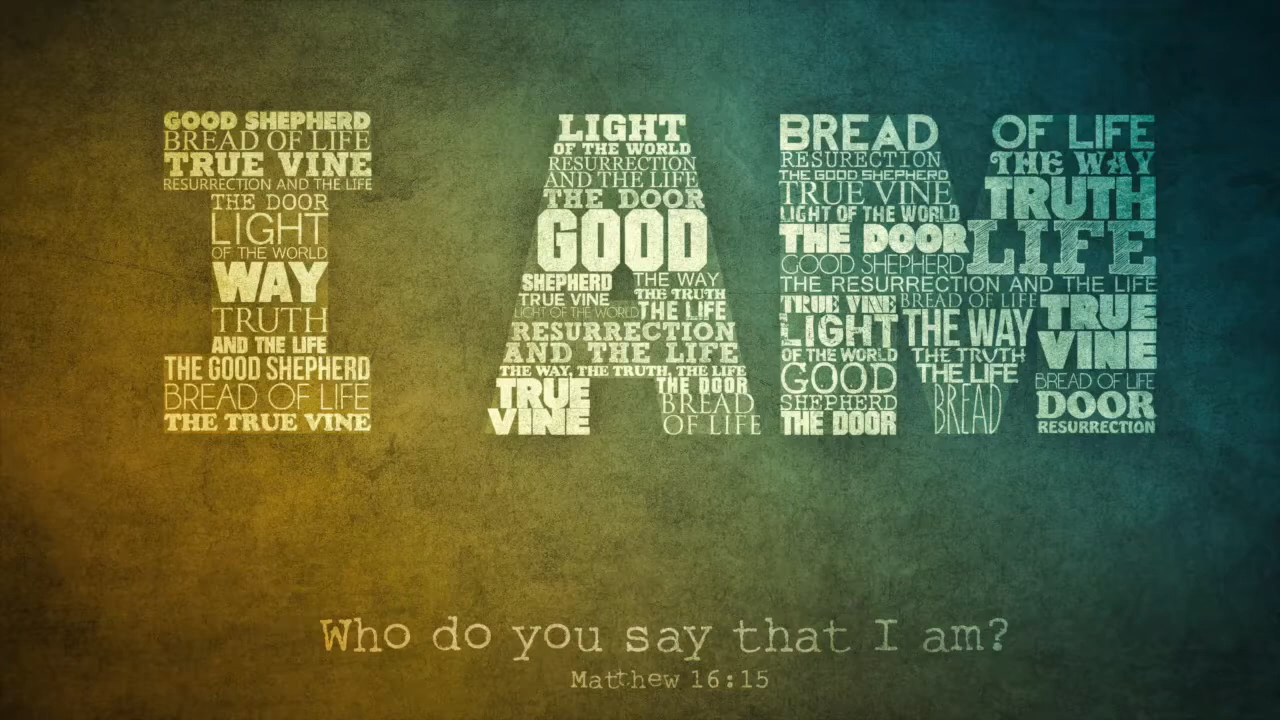 GOOD SHEPHERD
BREAD OF LIFE
TRUE VINE
RESURRECTION AND THE LIFE
THE DOOR
LIGHT
OF THE WORLD
WAY
TRUTH
AND THE LIFE
THE GOOD SHEPHERD
BREAD OF LIFE
THE TRUE VINE
LIGHT
OF THE WORLD
RESURRECTION
AND THE LIFE
THE DOOR
GOOD
SHEPHERD
TRUE VINE
LIGHT OF THE WORLD
THE WAY
THE TRUTH
THE LIFE
RESURRECTION
AND THE LIFE
THE WAY, THE TRUTH, THE LIFE
TRUE
VINE
THE DOOR
BREAD
OF LIFE
BREAD
RESURECTION
THE GOOD SHEPHERD
TRUE VINE
LIGHT OF THE WORLD
THE DOOR
GOOD SHEPHERD
OF LIFE
THE WAY
TRUTH
LIFE
THE RESURRECTION AND THE LIFE
TRUE VINE
LIGHT
OF THE WORLD
GOOD
SHEPHERD
THE DOOR
BREAD OF LIFE
THE WAY
THE TRUTH
THE LIFE
BREAD
TRUE
VINE
BREAD OF LIFE
DOOR
RESURRECTION
Who do you say that I am?
Matthew 16:15